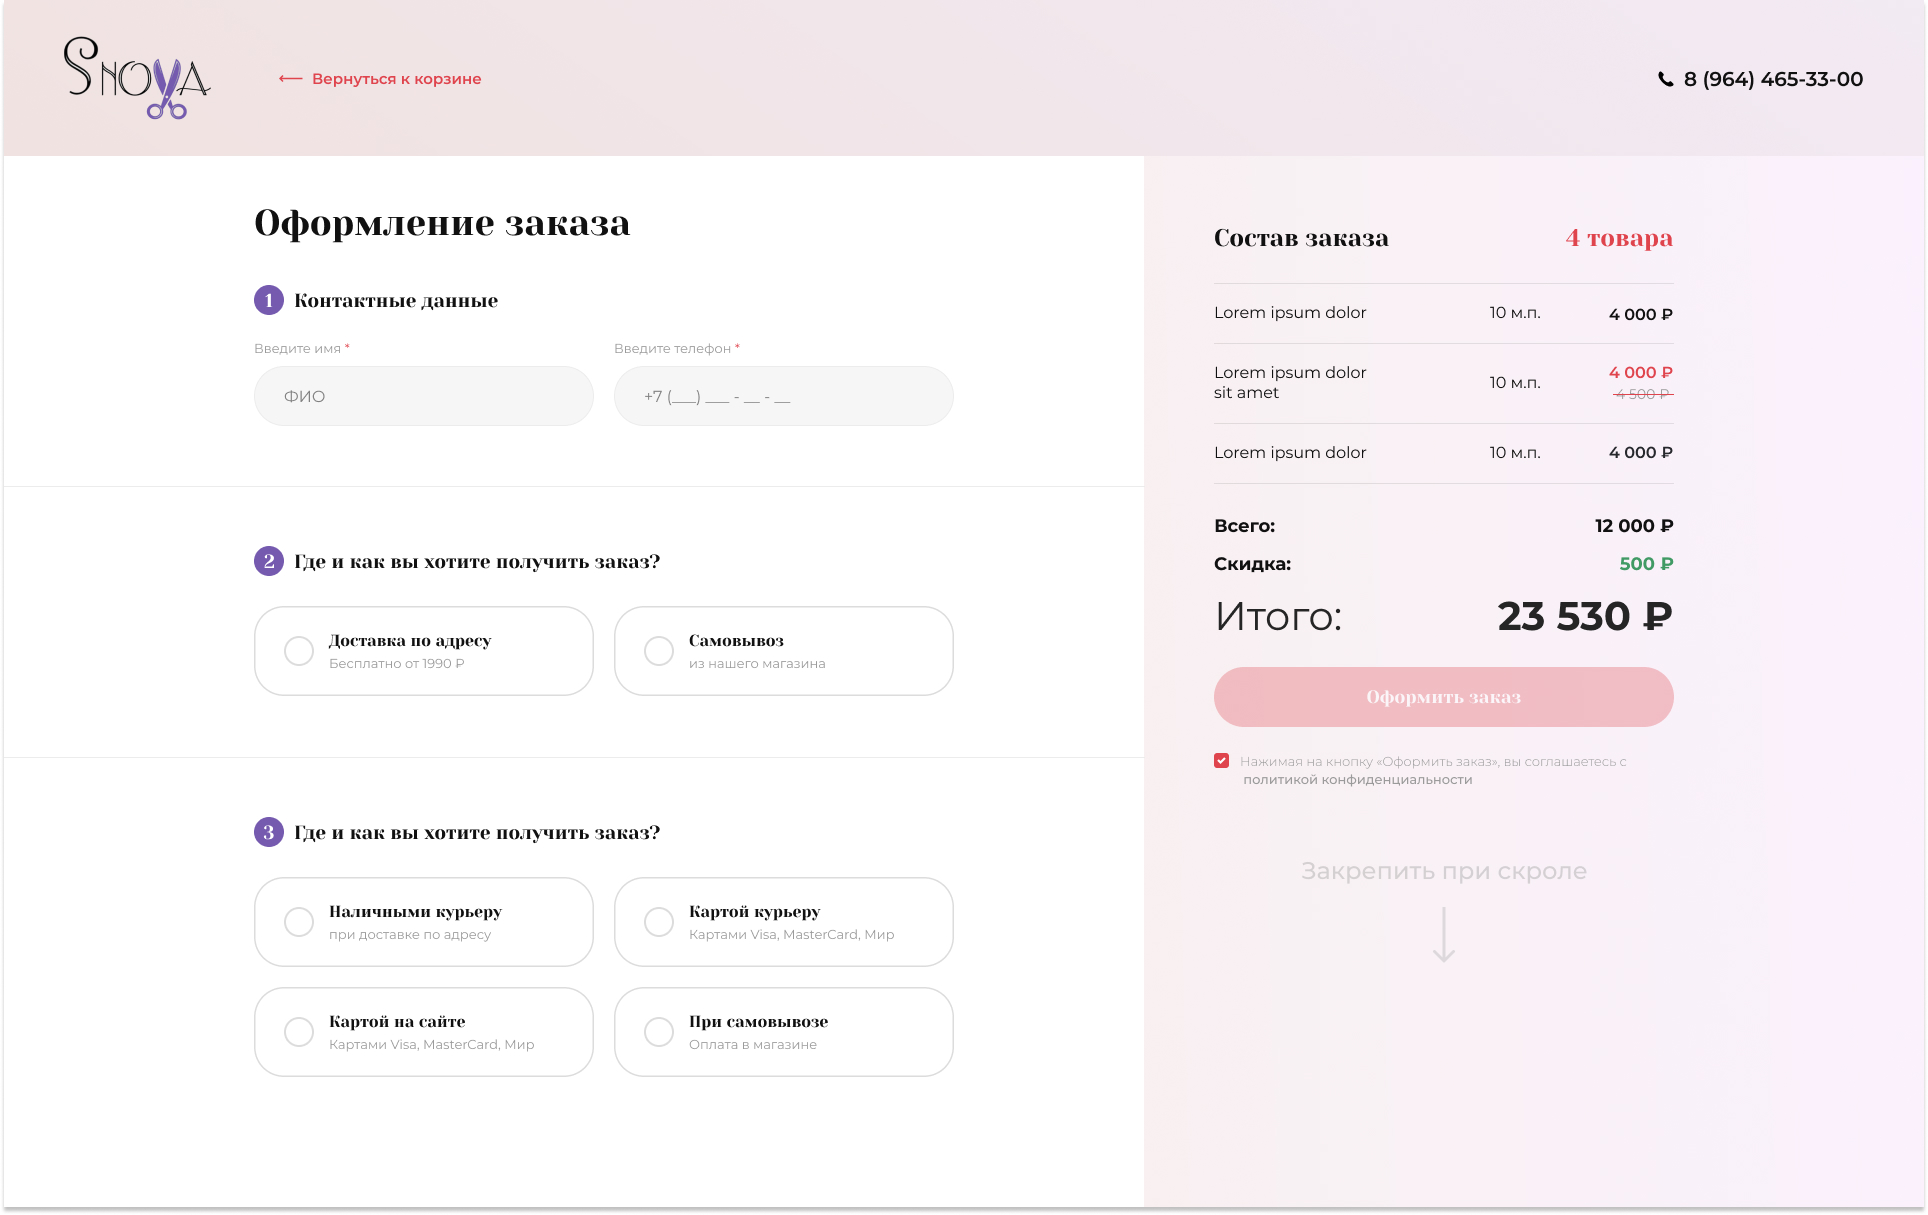 SNOVA
Вернуться к корзине
8 (964) 465-33-00
Оформление заказа
1 Контактные данные
Введите имя *
Введите телефон *
ФИО
+7 (___) ___ - __ - __
2 Где и как вы хотите получить заказ?
Доставка по адресу
Бесплатно от 1990 ₽
Самовывоз
из нашего магазина
3 Где и как вы хотите получить заказ?
Наличными курьеру
при доставке по адресу
Картой курьеру
Картами Visa, MasterCard, Мир
Картой на сайте
Картами Visa, MasterCard, Мир
При самовывозе
Оплата в магазине
Состав заказа 4 товара
Lorem ipsum dolor 10 м.п. 4 000 ₽
Lorem ipsum dolor
sit amet
10 м.п.
4 000 ₽
4 500 ₽
Lorem ipsum dolor 10 м.п. 4 000 ₽
Всего: 12 000 ₽
Скидка: 500 ₽
Итого: 23 530 ₽
Оформить заказ
Нажимая на кнопку «Оформить заказ», вы соглашаетесь с
политикой конфиденциальности
Закрепить при скроле